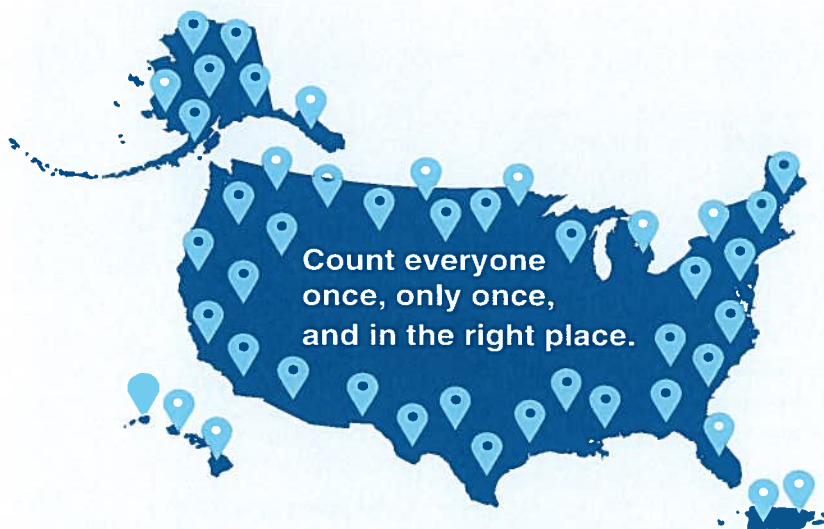 Count everyone
once, only once,
and in the right place.